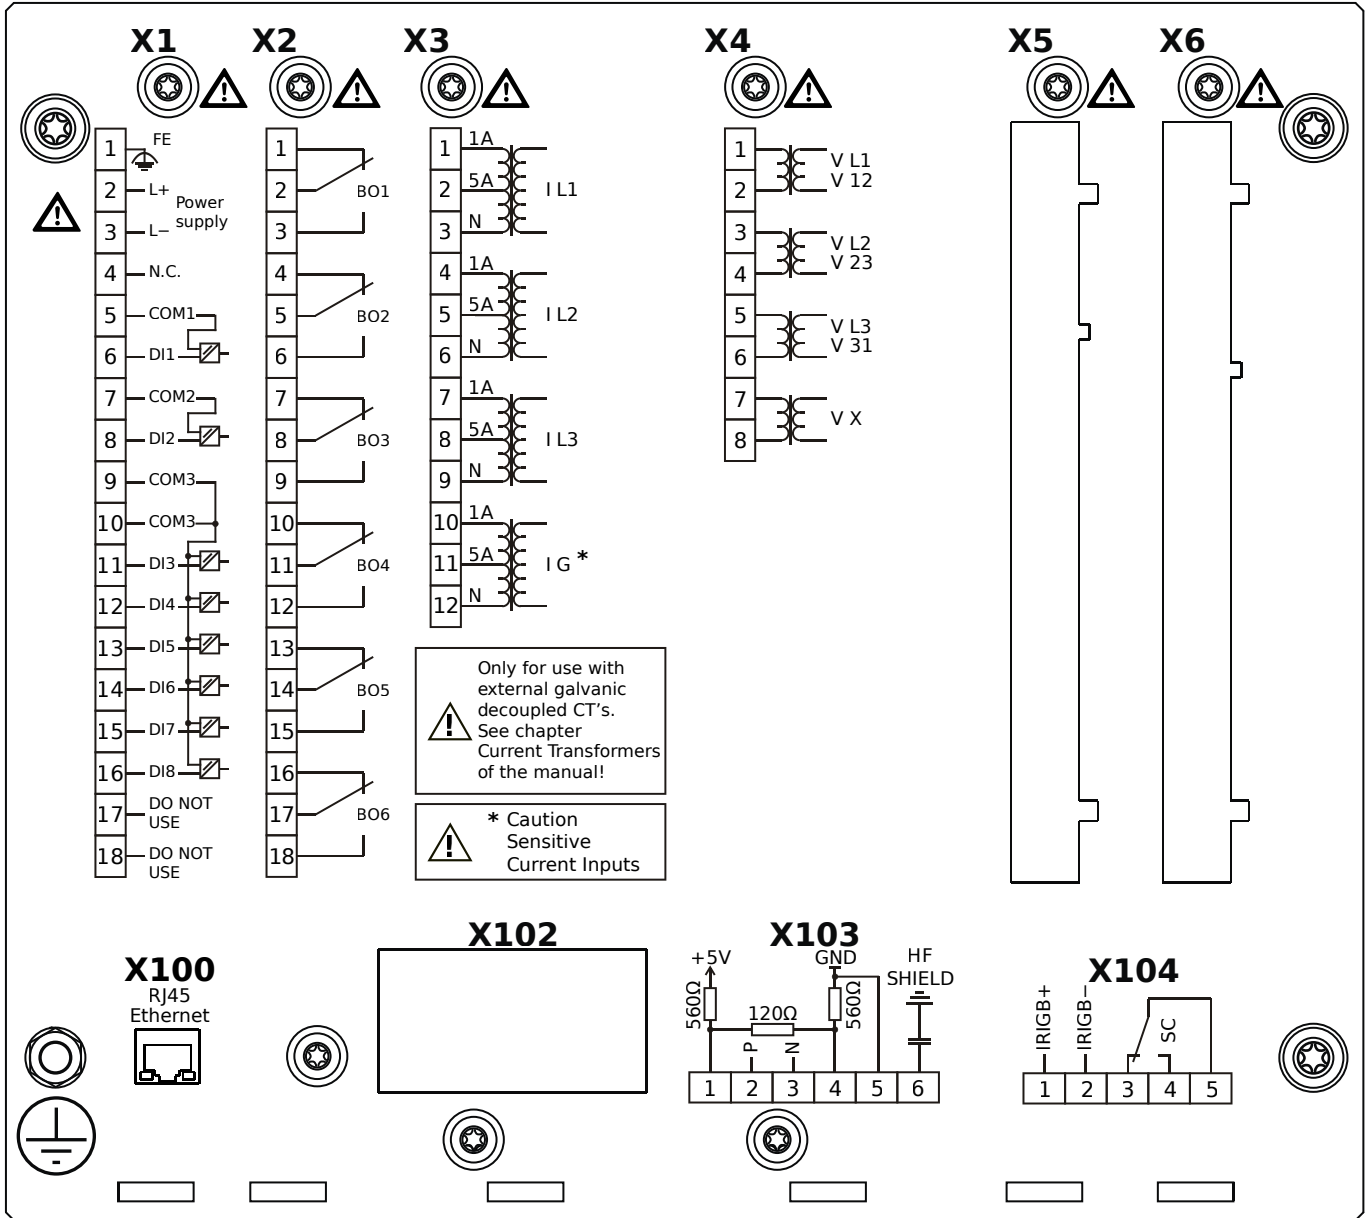 X1
X2
X3
X4
X5
X6
1
FE
2
L+
Power
supply
3
L−
4
N.C.
5
COM1
6
DI1
7
COM2
8
DI2
9
COM3
10
COM3
11
DI3
12
DI4
13
DI5
14
DI6
15
DI7
16
DI8
17
DO NOT
USE
18
DO NOT
USE
1
2
BO1
3
4
5
BO2
6
7
8
BO3
9
10
11
BO4
12
13
14
BO5
15
16
17
BO6
18
1
1A
2
5A
I L1
3
N
4
1A
5
5A
I L2
6
N
7
1A
8
5A
I L3
9
N
10
1A
11
5A
I G *
12
N
Only for use with
external galvanic
decoupled CT's.
See chapter
Current Transformers
of the manual!
* Caution
Sensitive
Current Inputs
1
2
V L1
V 12
3
4
V L2
V 23
5
6
V L3
V 31
7
8
V X
X100
RJ45
Ethernet
X102
X103
+5V
GND
HF
SHIELD
560Ω
120Ω
560Ω
P
N
1
2
3
4
5
6
X104
IRIGB+
IRIGB−
SC
1
2
3
4
5